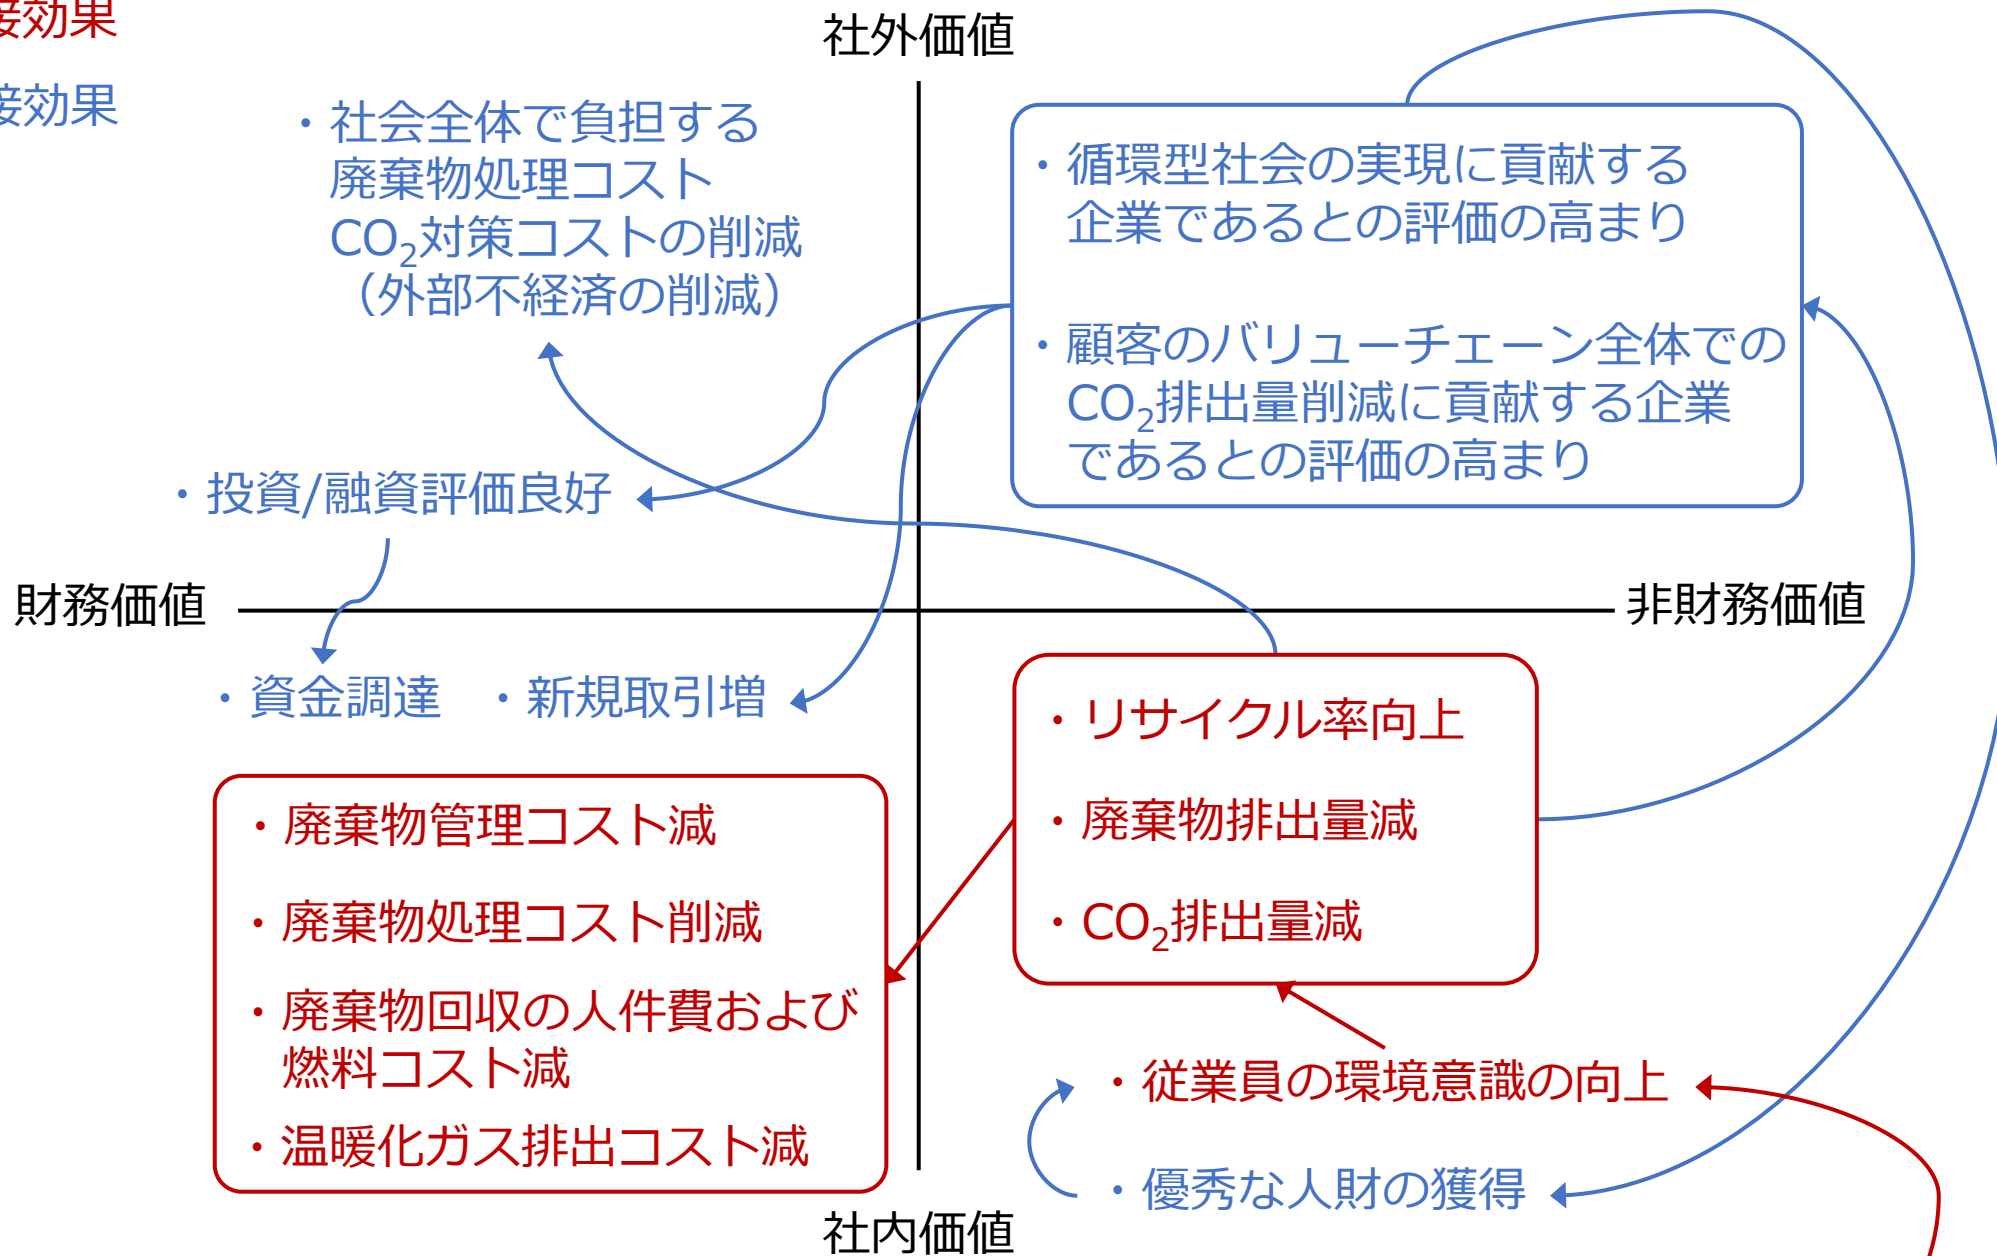 接効果
接効果
社外価値
・社会全体で負担する
廃棄物処理コスト
CO₂対策コストの削減
（外部不経済の削減）
・循環型社会の実現に貢献する
企業であるとの評価の高まり
・顧客のバリューチェーン全体での
CO₂排出量削減に貢献する企業
であるとの評価の高まり
・投資/融資評価良好
財務価値
非財務価値
・資金調達
・新規取引増
・リサイクル率向上
・廃棄物排出量減
・CO₂排出量減
・廃棄物管理コスト減
・廃棄物処理コスト削減
・廃棄物回収の人件費および
燃料コスト減
・温暖化ガス排出コスト減
・従業員の環境意識の向上
・優秀な人財の獲得
社内価値